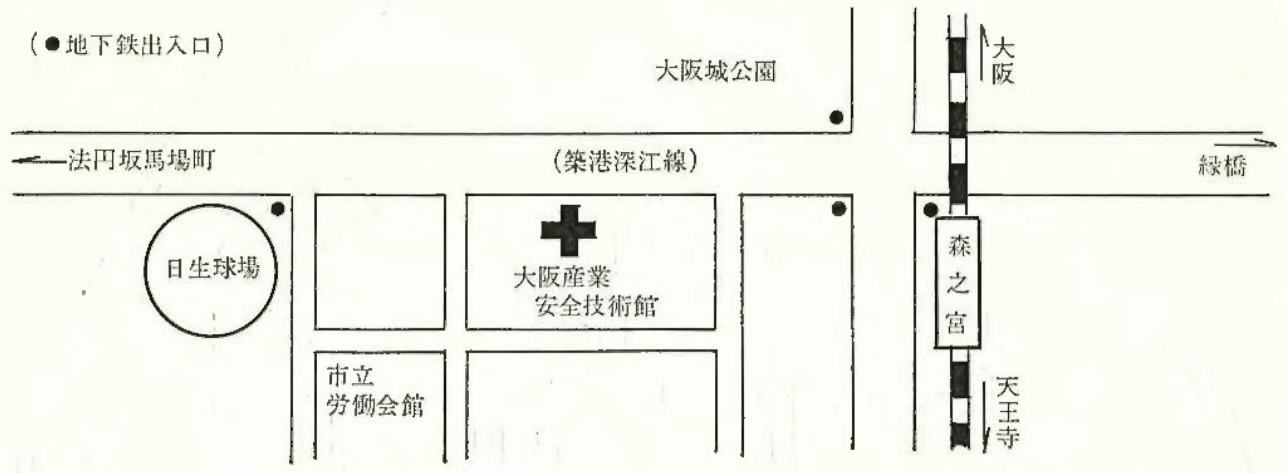 (●地下鉄出入口)
大阪
大阪城公園
←法円坂馬場町
(築港深江線)
緑橋
日生球場
大阪産業
安全技術館
森之宮
市立
労働会館
天王寺